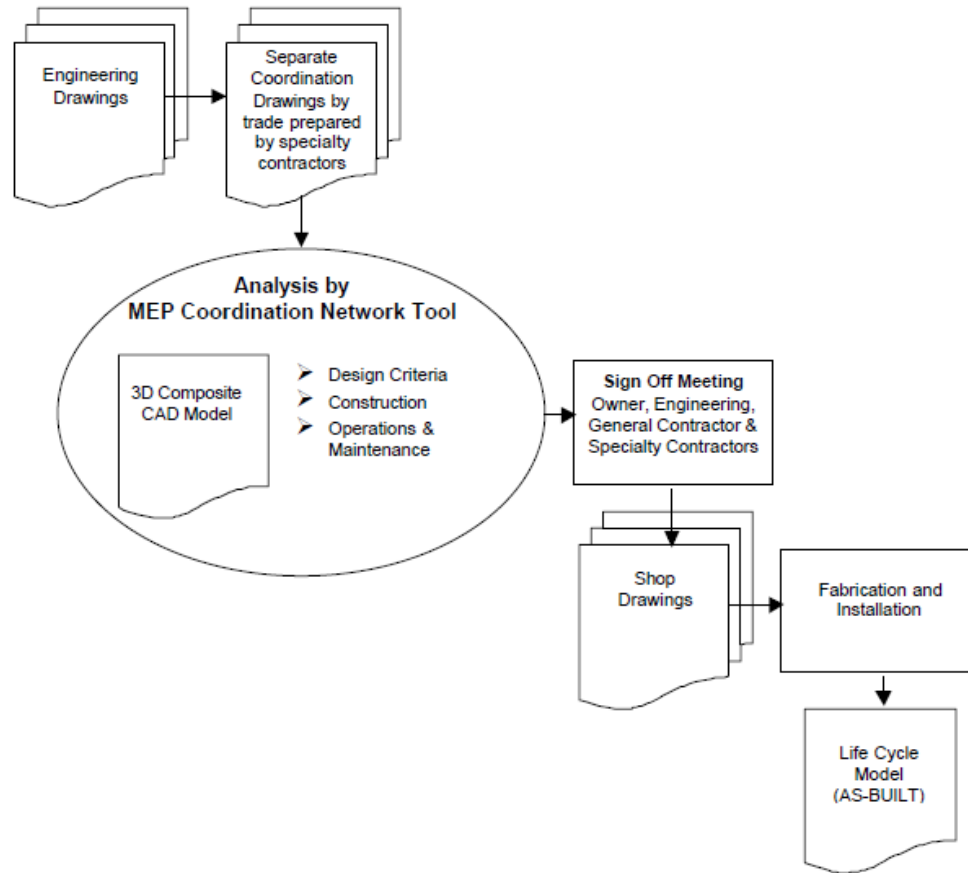 Engineering
Drawings
Separate
Coordination
Drawings by
trade prepared
by specialty
contractors
Analysis by
MEP Coordination Network Tool
3D Composite
CAD Model
➢ Design Criteria
➢ Construction
➢ Operations &
Maintenance
Sign Off Meeting
Owner, Engineering,
General Contractor &
Specialty Contractors
Shop
Drawings
Fabrication and
Installation
Life Cycle
Model
(AS-BUILT)